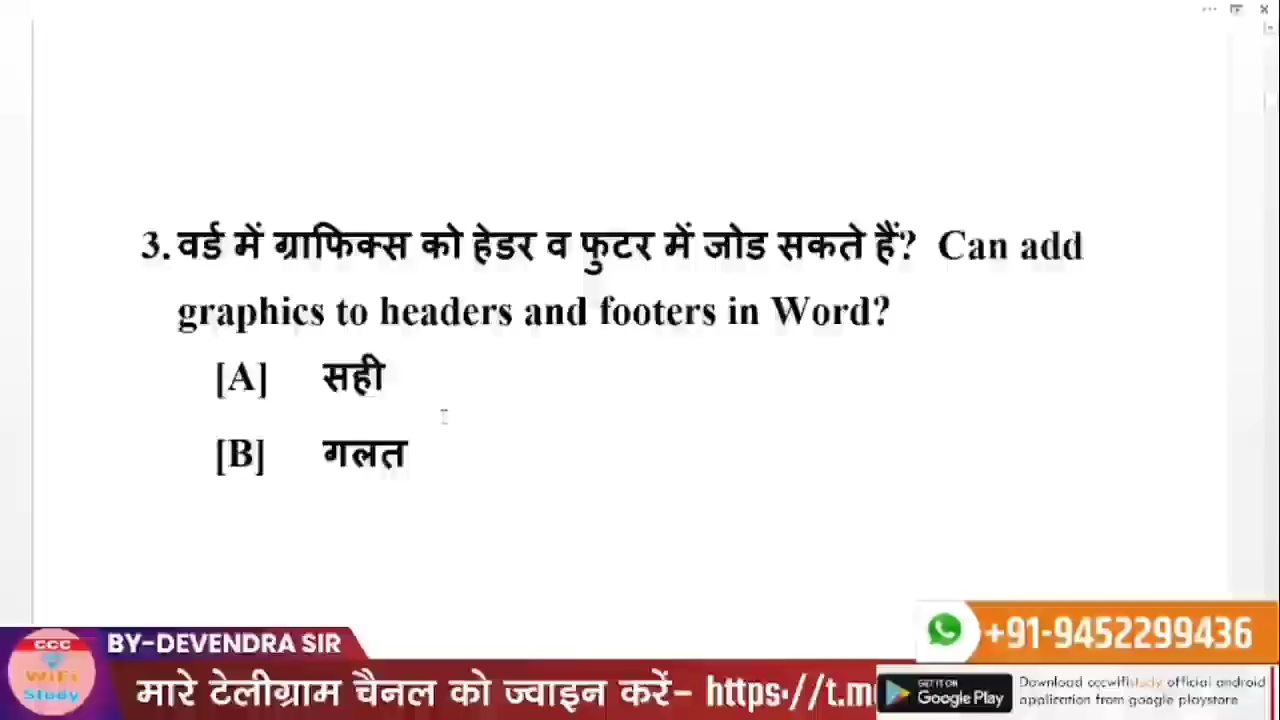 3. वर्ड में ग्राफिक्स को हेडर व फुटर में जोड सकते हैं? Can add
graphics to headers and footers in Word?
[A] सही
[B] गलत
+91-9452299436
BY-DEVENDRA SIR
CCC
WiFi
Study
मारे टेलीग्राम चैनल को ज्वाइन करें- https://t.m
GET IT ON
Google Play
Download cccwifistudy official android
application from google playstore